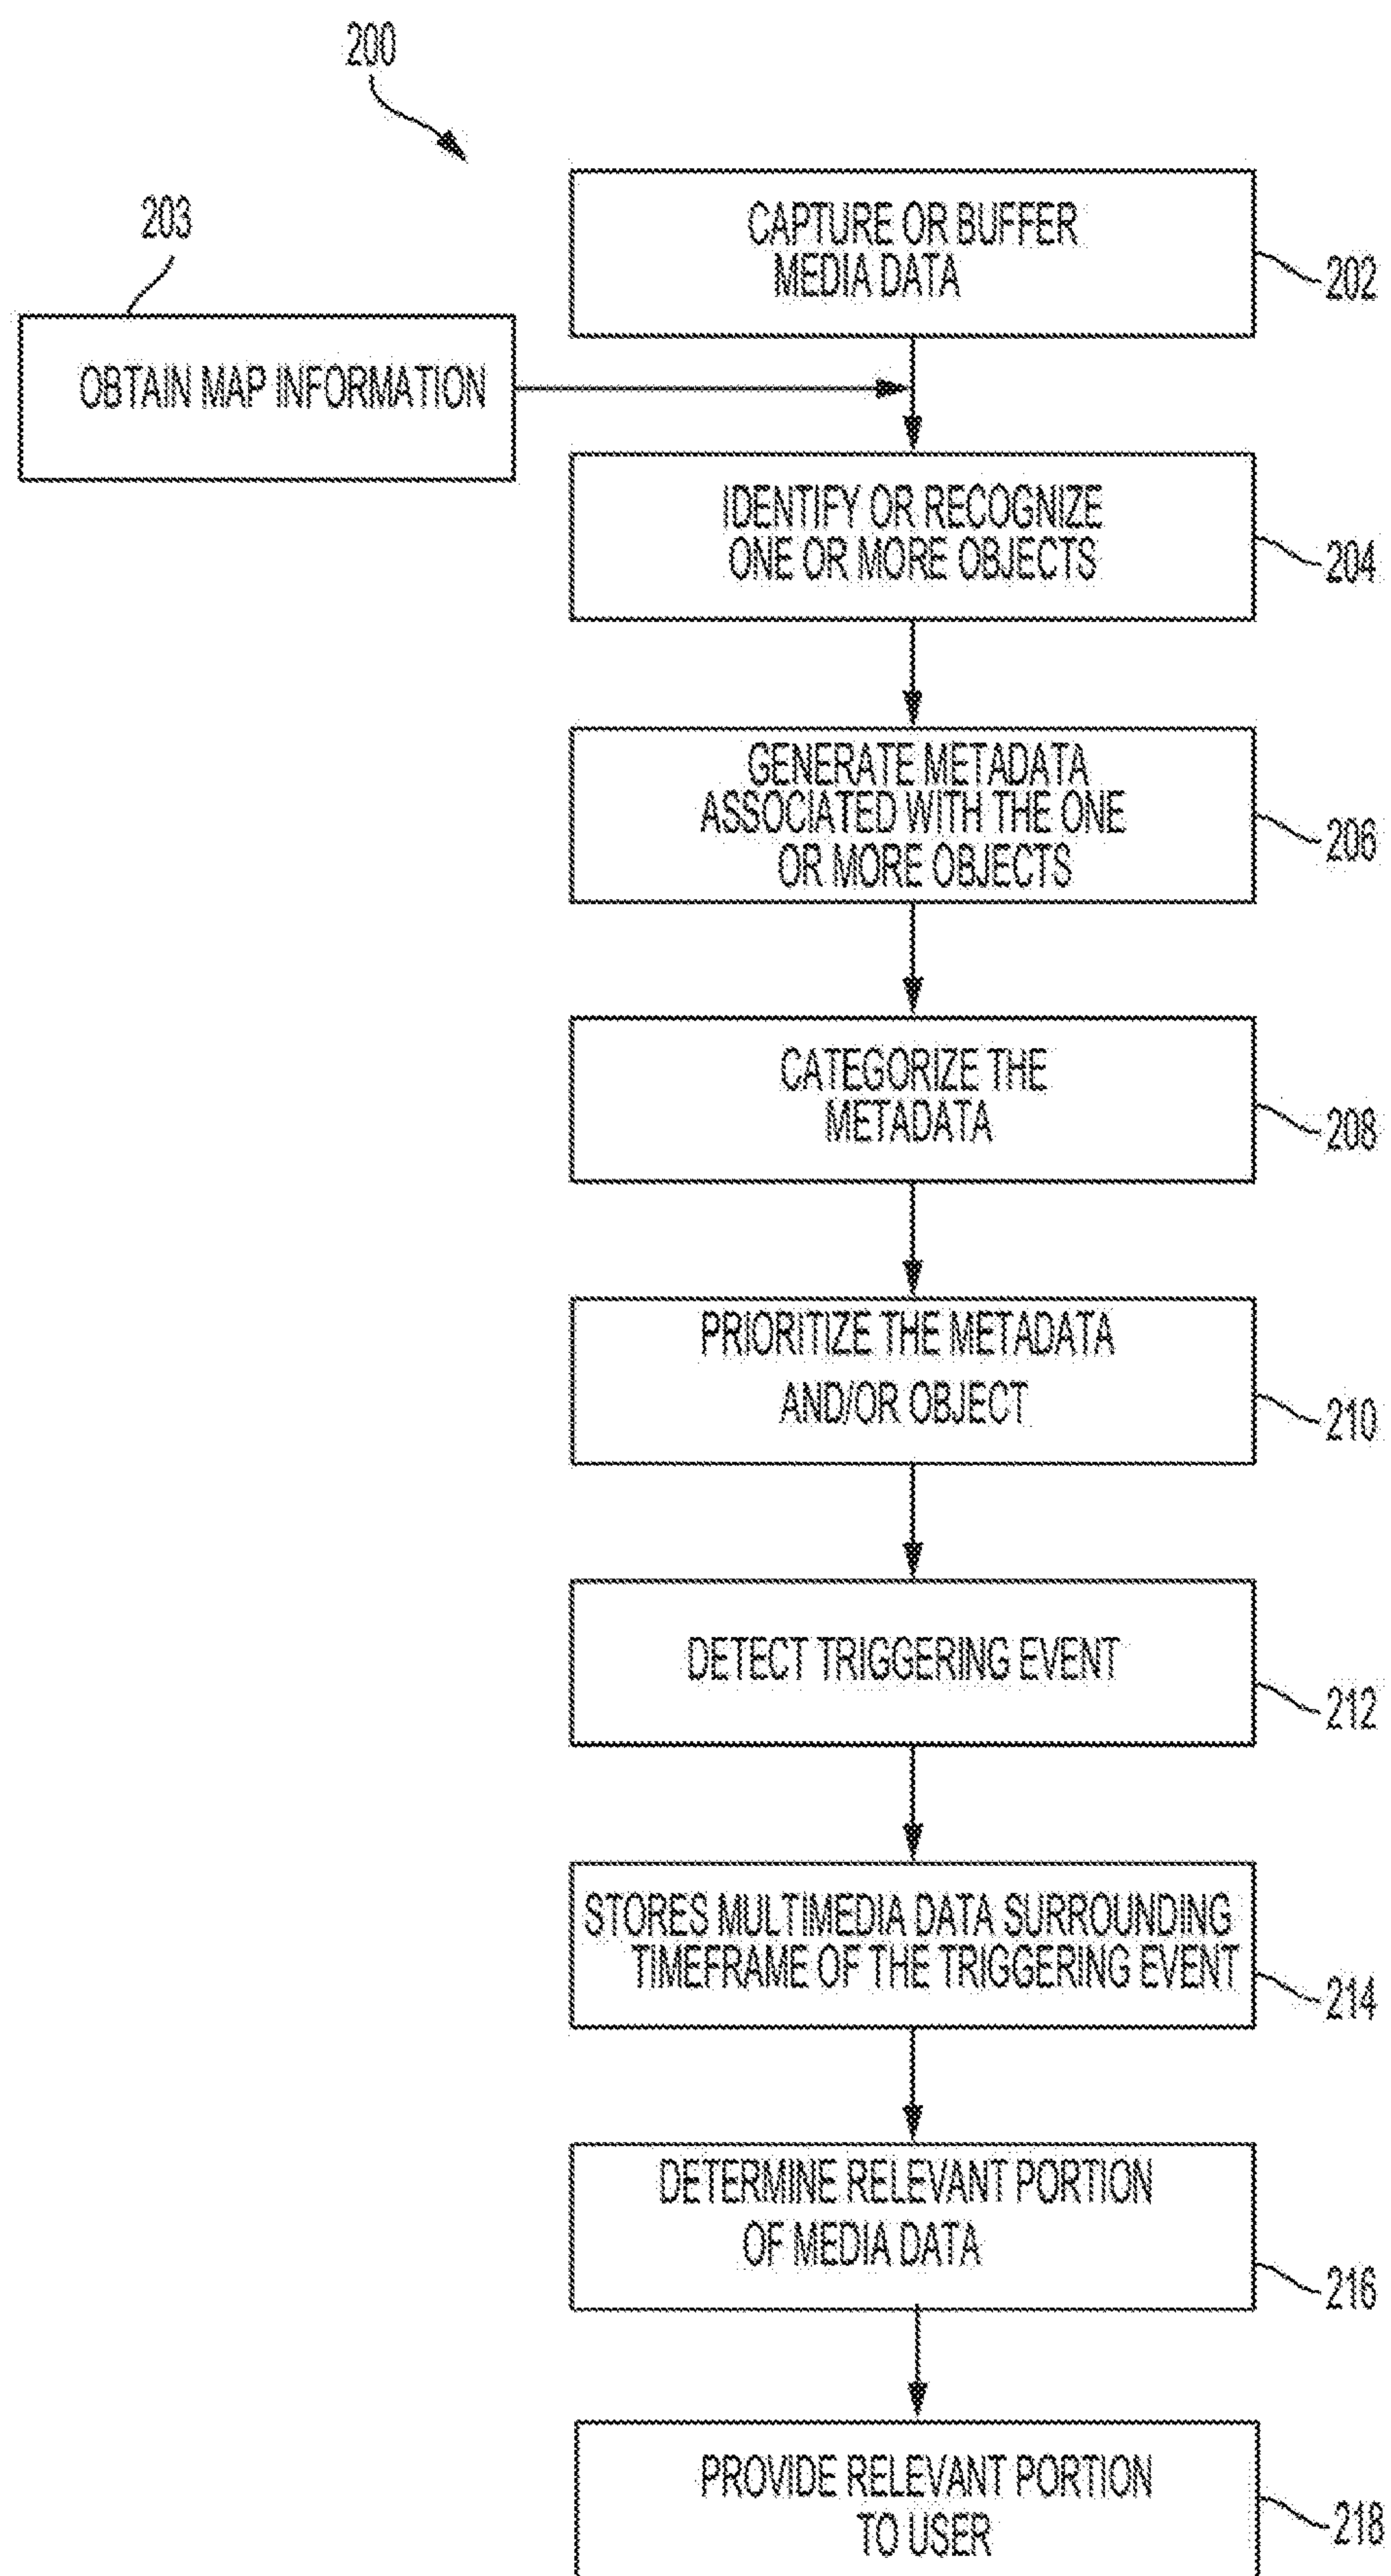 200
203
CAPTURE OR BUFFER
MEDIA DATA
202
OBTAIN MAP INFORMATION
IDENTIFY OR RECOGNIZE
ONE OR MORE OBJECTS
204
GENERATE METADATA
ASSOCIATED WITH THE ONE
OR MORE OBJECTS
206
CATEGORIZE THE
METADATA
208
PRIORITIZE THE METADATA
AND/OR OBJECT
210
DETECT TRIGGERING EVENT
212
STORES MULTIMEDIA DATA SURROUNDING
TIMEFRAME OF THE TRIGGERING EVENT
214
DETERMINE RELEVANT PORTION
OF MEDIA DATA
216
PROVIDE RELEVANT PORTION
TO USER
218